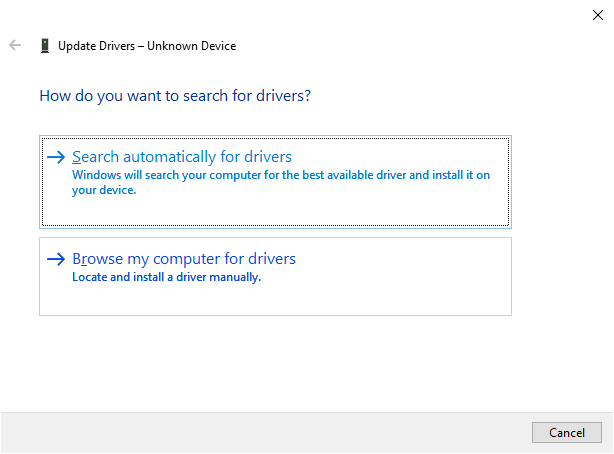 Update Drivers – Unknown Device
How do you want to search for drivers?
Search automatically for drivers
Windows will search your computer for the best available driver and install it on
your device.
Browse my computer for drivers
Locate and install a driver manually.
Cancel